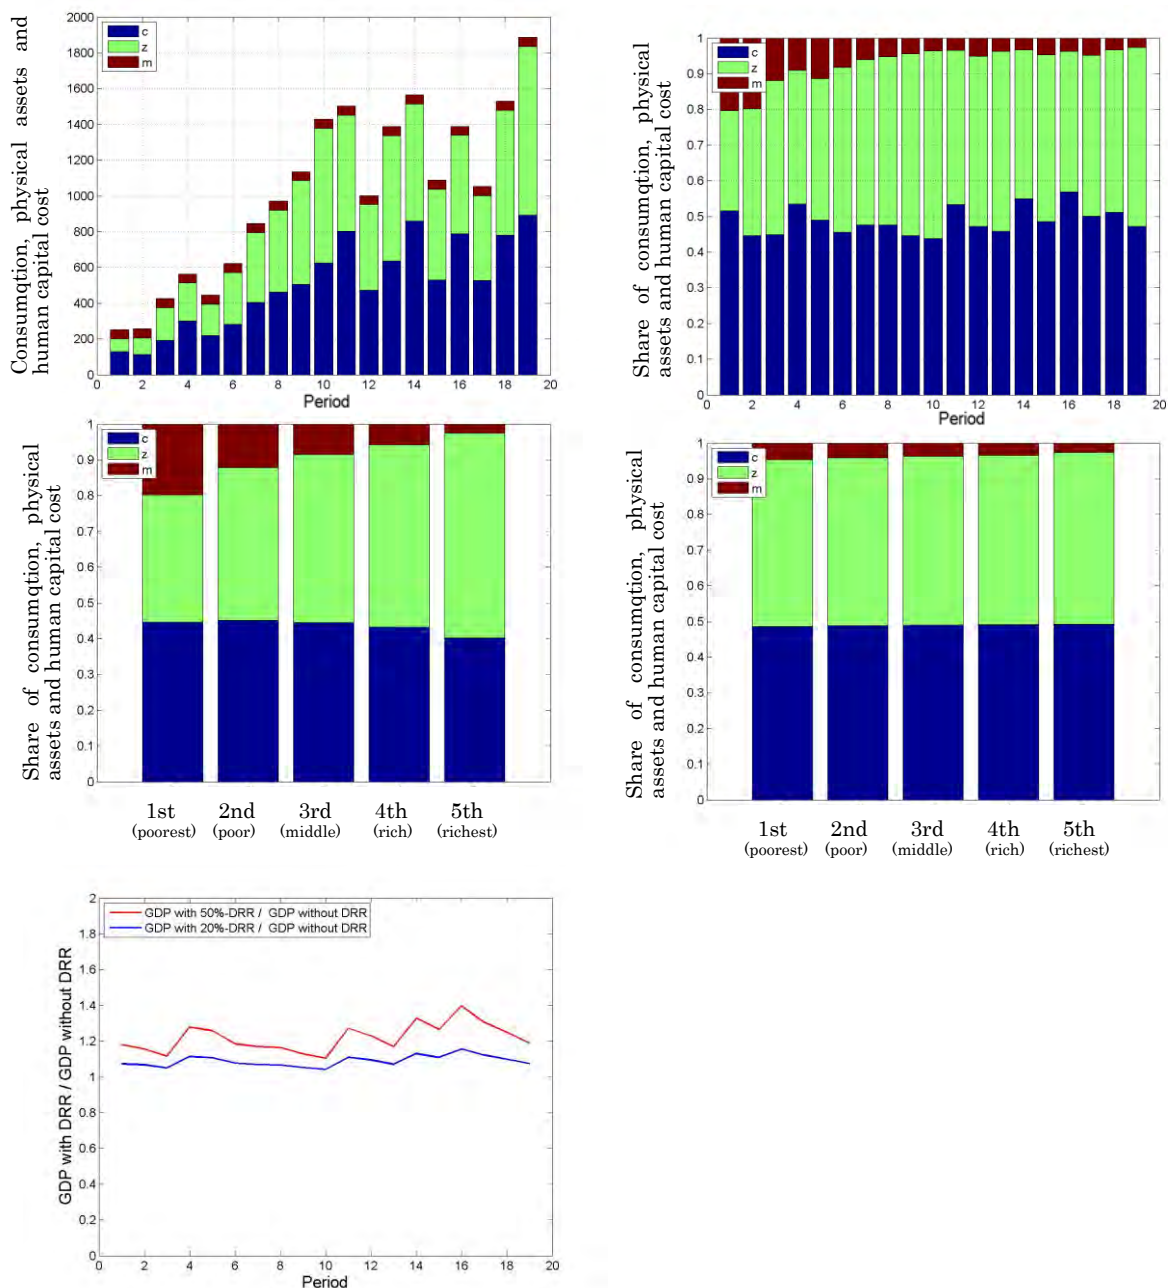 Consumqtion, physical assets and
human capital cost
2000
1800
1600
1400
1200
1000
800
600
400
200
0
c
z
m
0 2 4 6 8 10 12 14 16 18 20
Period
Share of consumqtion, physical
assets and human capital cost
1
0.9
0.8
0.7
0.6
0.5
0.4
0.3
0.2
0.1
0
c
z
m
0 2 4 6 8 10 12 14 16 18 20
Period
Share of consumqtion, physical
assets and human capital cost
1
0.9
0.8
0.7
0.6
0.5
0.4
0.3
0.2
0.1
0
c
z
m
1st 2nd 3rd 4th 5th
(poorest) (poor) (middle) (rich) (richest)
Share of consumqtion, physical
assets and human capital cost
1
0.9
0.8
0.7
0.6
0.5
0.4
0.3
0.2
0.1
0
c
z
m
1st 2nd 3rd 4th 5th
(poorest) (poor) (middle) (rich) (richest)
GDP with DRR / GDP without DRR
2
1.8
1.6
1.4
1.2
1
0.8
0.6
0.4
0.2
0
GDP with 50%-DRR / GDP without DRR
GDP with 20%-DRR / GDP without DRR
0 2 4 6 8 10 12 14 16 18 20
Period